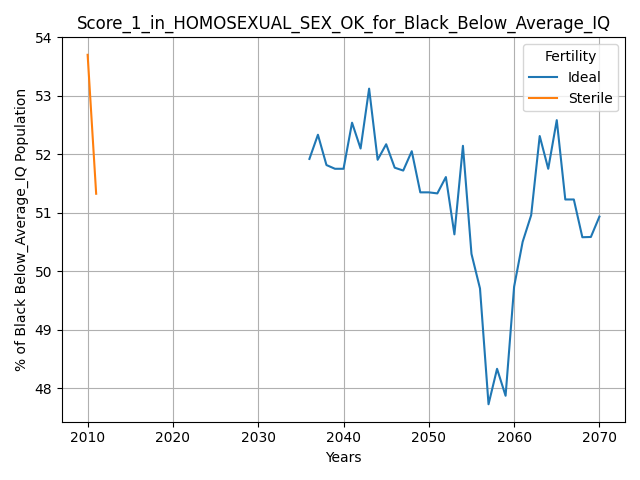 Score_1_in_HOMOSEXUAL_SEX_OK_for_Black_Below_Average_IQ
54
53
52
51
50
49
48
% of Black Below_Average_IQ Population
Fertility
Ideal
Sterile
2010 2020 2030 2040 2050 2060 2070
Years